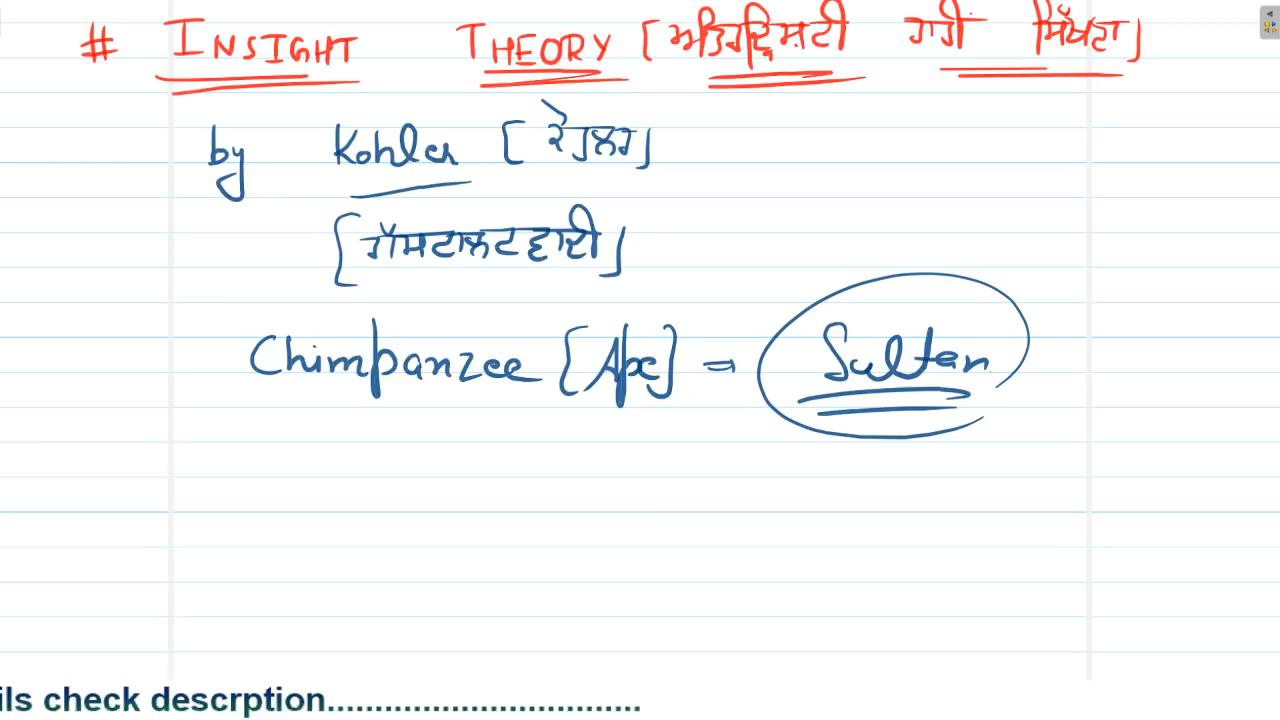 # INSIGHT THEORY [ਅੰਤਰਦ੍ਰਿਸ਼ਟੀ ਰਾਹੀਂ ਸਿੱਖਣਾ]
by Kohler [ਕੋਹਲਰ]
[ਗੈਸਟਾਲਟਵਾਦੀ]
Chimpanzee [Ape] = Sultan
ils check descrption.................................